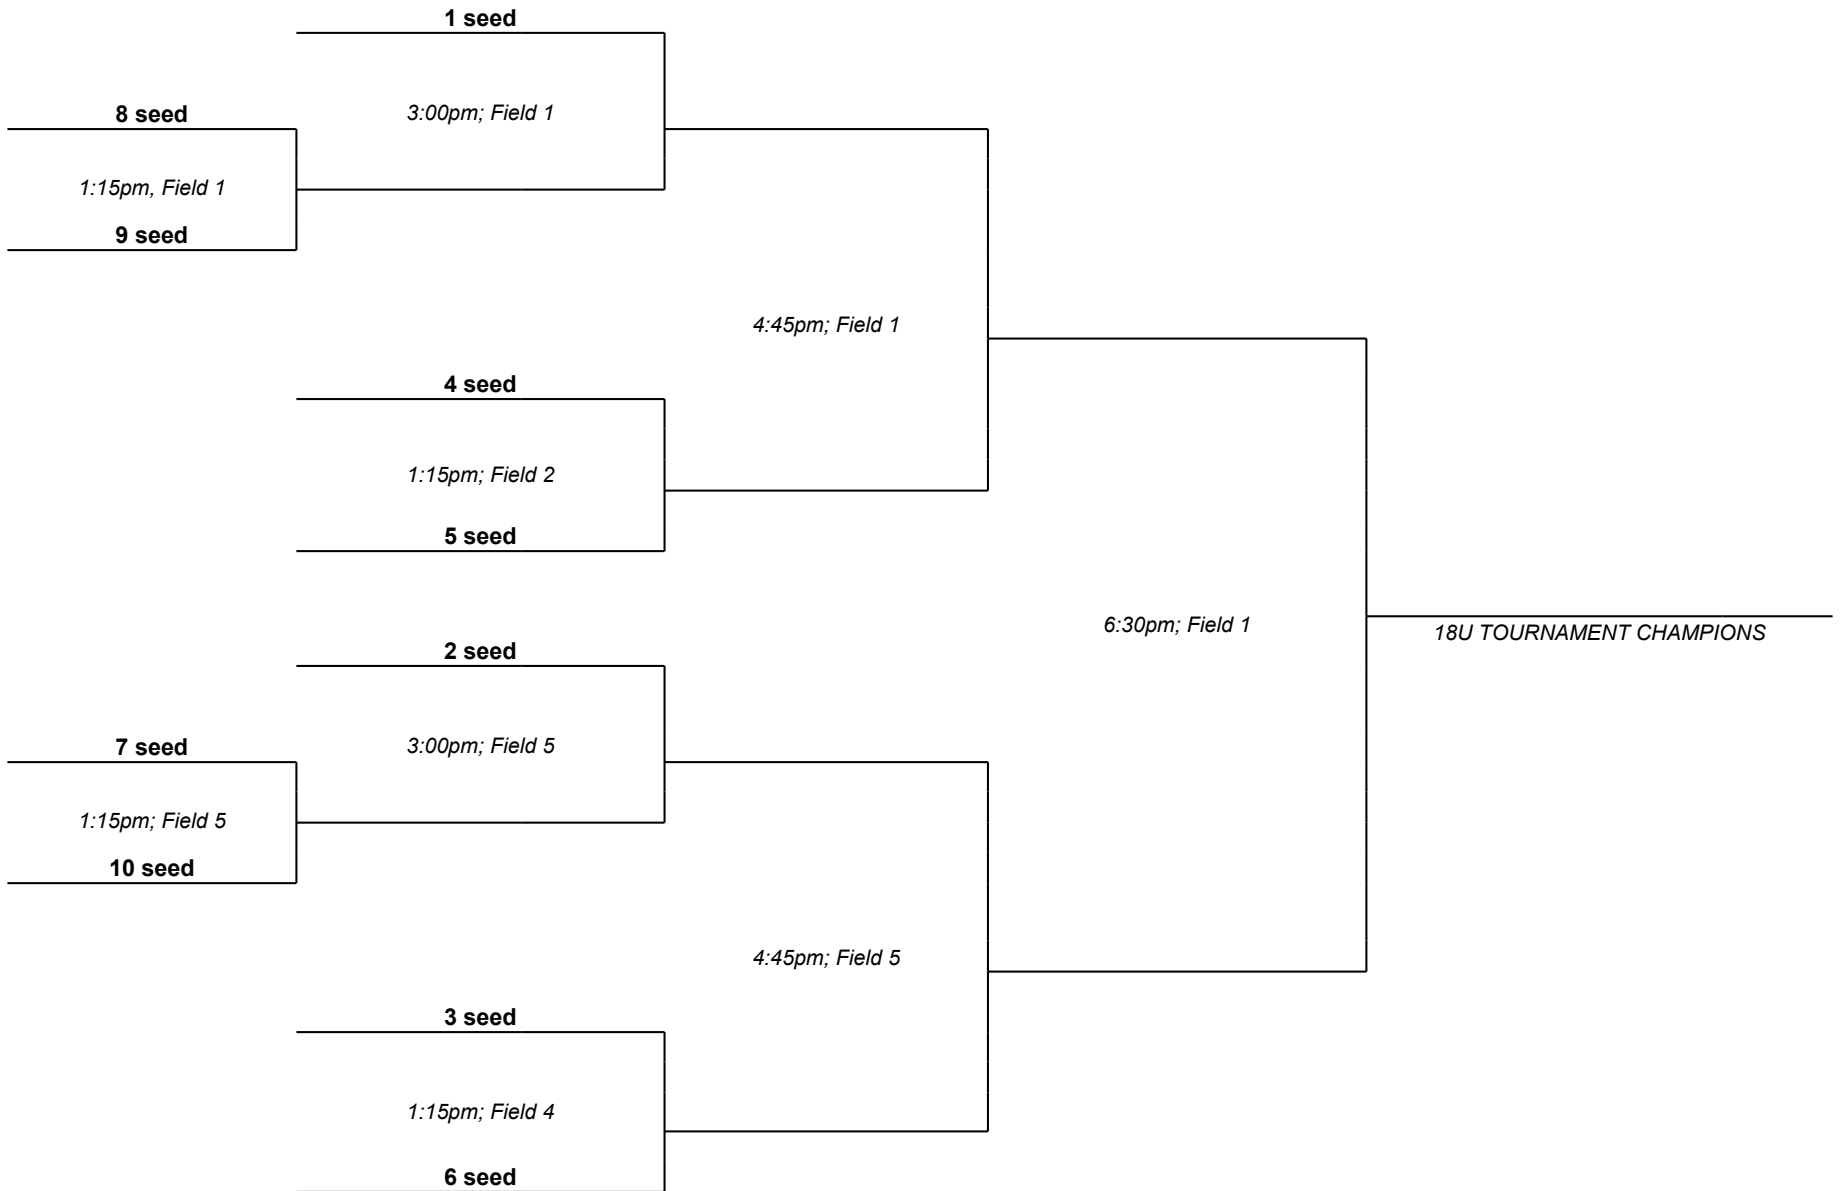 1 seed
3:00pm; Field 1
8 seed
1:15pm, Field 1
9 seed
4:45pm; Field 1
4 seed
1:15pm; Field 2
5 seed
6:30pm; Field 1
18U TOURNAMENT CHAMPIONS
2 seed
3:00pm; Field 5
7 seed
1:15pm; Field 5
10 seed
4:45pm; Field 5
3 seed
1:15pm; Field 4
6 seed